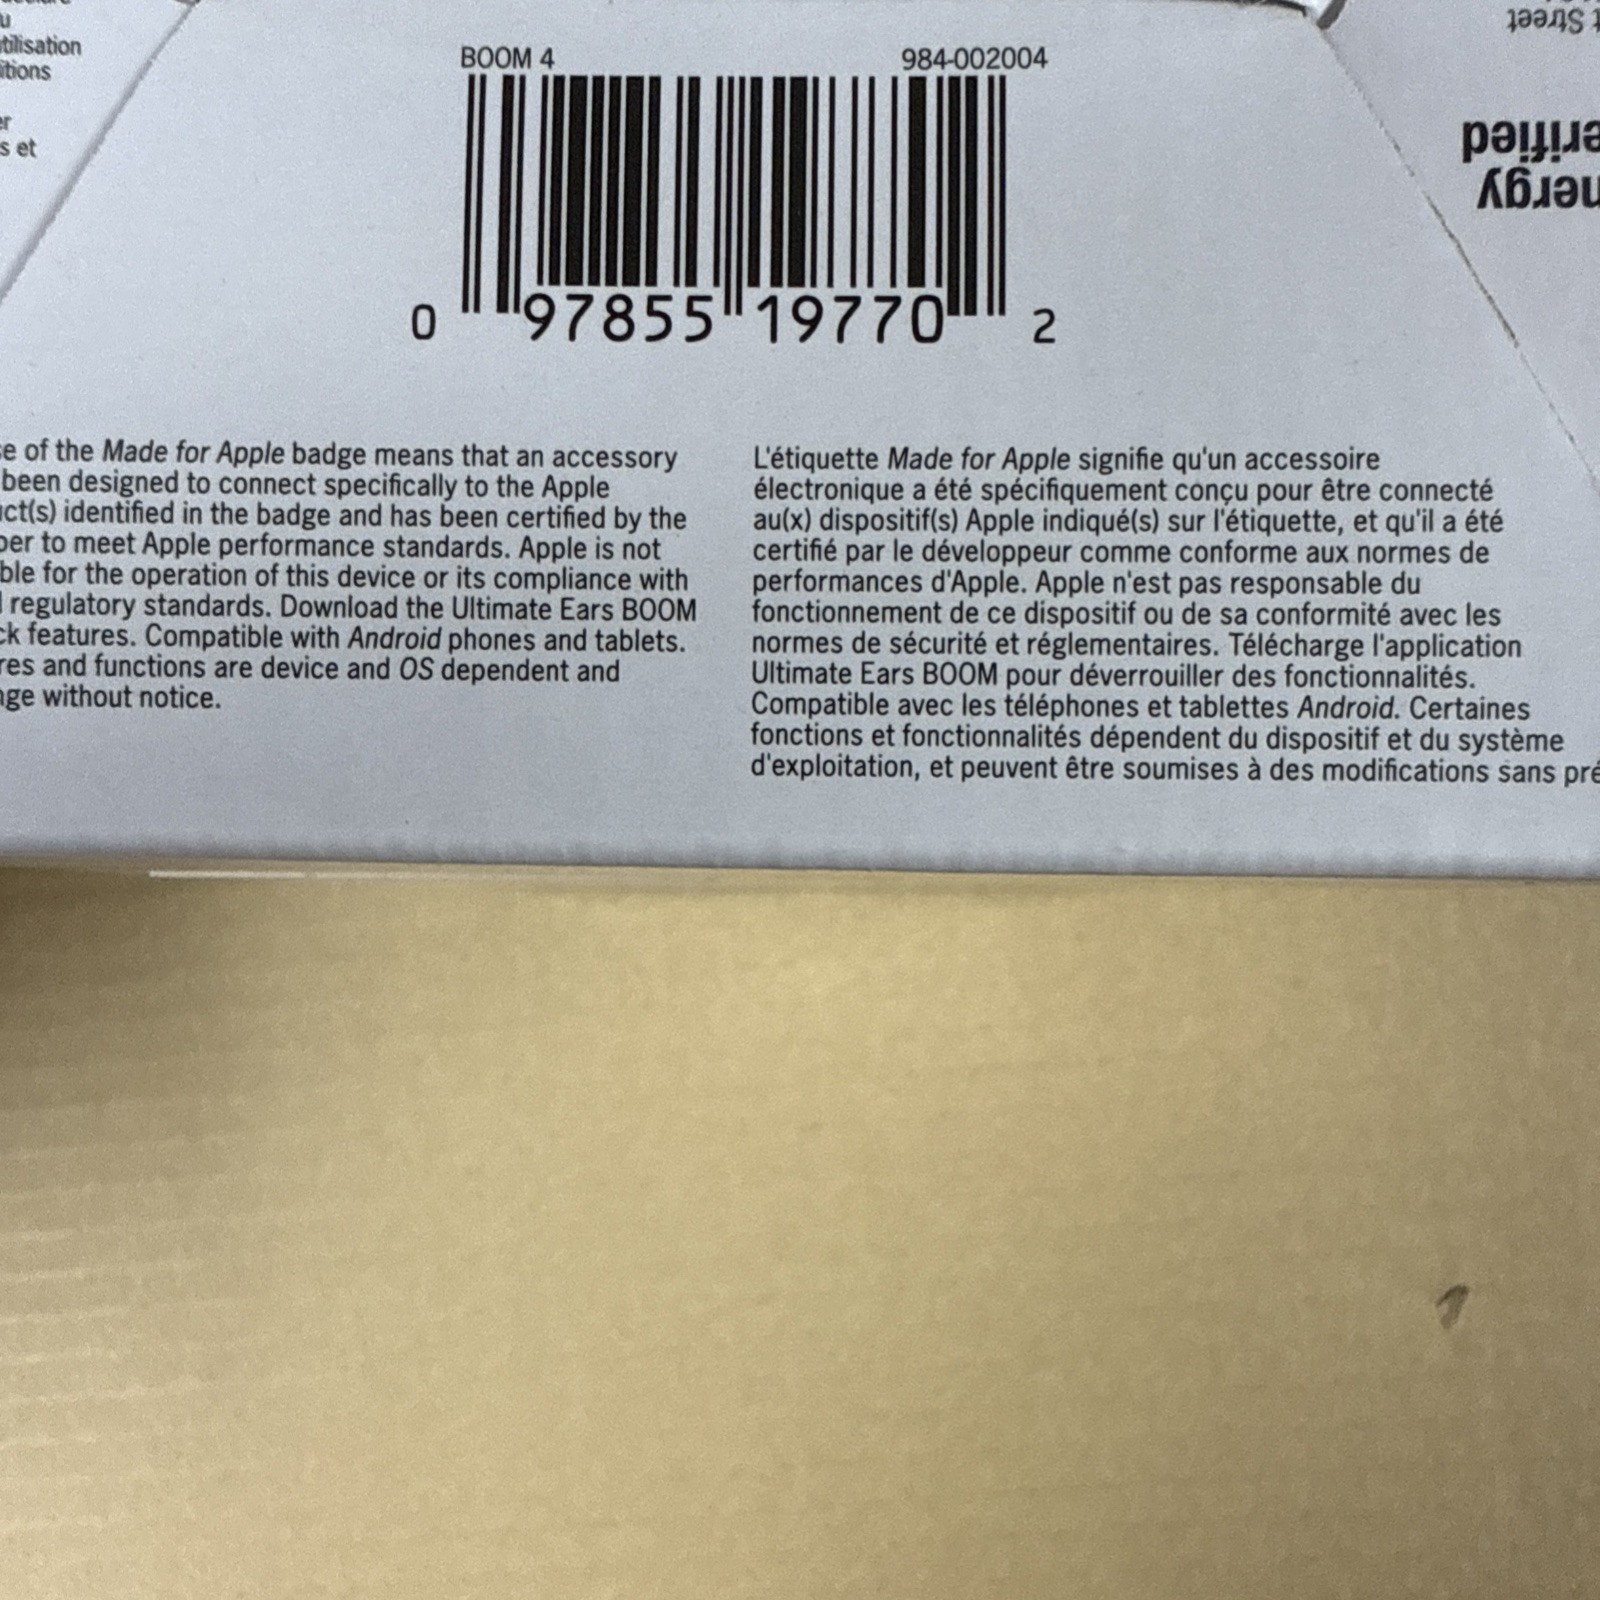 utilisation
s et
BOOM 4
984-002004
0 97855 19770 2
Street
erified
nergy
of the Made for Apple badge means that an accessory
been designed to connect specifically to the Apple
uct(s) identified in the badge and has been certified by the
per to meet Apple performance standards. Apple is not
ble for the operation of this device or its compliance with
regulatory standards. Download the Ultimate Ears BOOM
ck features. Compatible with Android phones and tablets.
res and functions are device and OS dependent and
nge without notice.
L'étiquette Made for Apple signifie qu'un accessoire
électronique a été spécifiquement conçu pour être connecté
au(x) dispositif(s) Apple indiqué(s) sur l'étiquette, et qu'il a été
certifié par le développeur comme conforme aux normes de
performances d'Apple. Apple n'est pas responsable du
fonctionnement de ce dispositif ou de sa conformité avec les
normes de sécurité et réglementaires. Télécharge l'application
Ultimate Ears BOOM pour déverrouiller des fonctionnalités.
Compatible avec les téléphones et tablettes Android. Certaines
fonctions et fonctionnalités dépendent du dispositif et du système
d'exploitation, et peuvent être soumises à des modifications sans pré